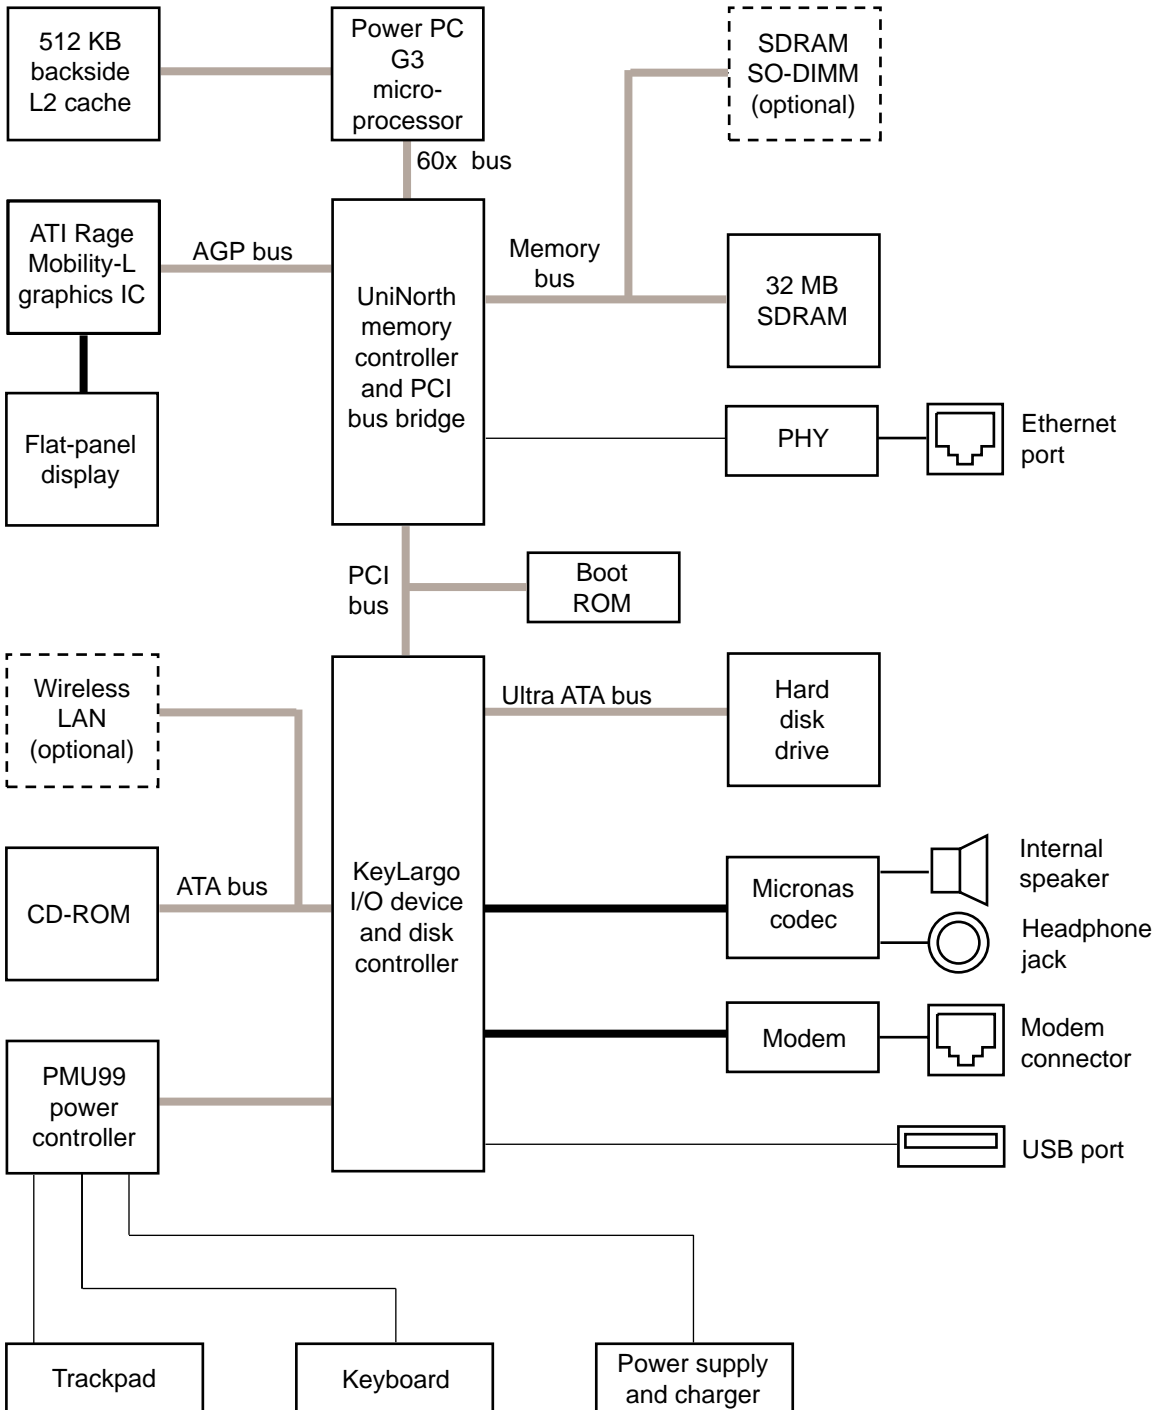 512 KB
backside
L2 cache
Power PC
G3
micro-
processor
SDRAM
SO-DIMM
(optional)
60x bus
ATI Rage
Mobility-L
graphics IC
AGP bus
UniNorth
memory
controller
and PCI
bus bridge
Memory
bus
32 MB
SDRAM
Flat-panel
display
PHY
Ethernet
port
PCI
bus
Boot
ROM
Wireless
LAN
(optional)
Ultra ATA bus
Hard
disk
drive
CD-ROM
ATA bus
KeyLargo
I/O device
and disk
controller
Micronas
codec
Internal
speaker
Headphone
jack
Modem
Modem
connector
PMU99
power
controller
USB port
Trackpad
Keyboard
Power supply
and charger